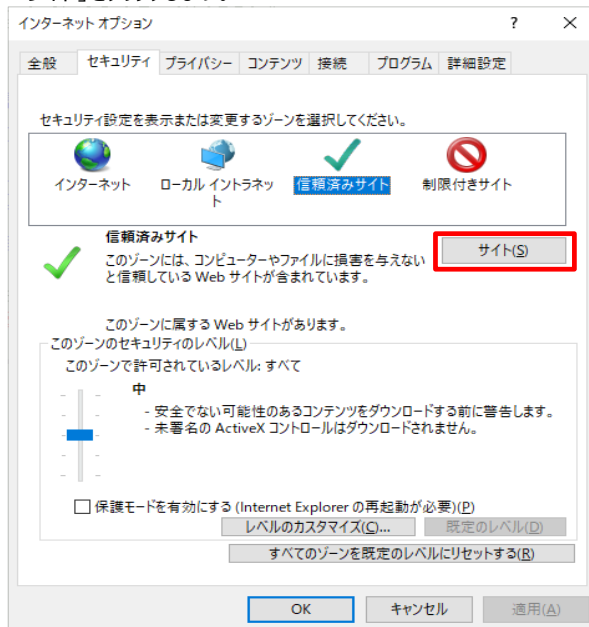 インターネット オプション ? ×
全般 セキュリティ プライバシー コンテンツ 接続 プログラム 詳細設定
セキュリティ設定を表示または変更するゾーンを選択してください。
インターネット ローカル イントラネッ 信頼済みサイト 制限付きサイト
ト
信頼済みサイト
サイト(S)
このゾーンには、コンピューターやファイルに損害を与えない
と信頼している Web サイトが含まれています。
このゾーンに属する Web サイトがあります。
このゾーンのセキュリティのレベル(L)
このゾーンで許可されているレベル: すべて
中
- 安全でない可能性のあるコンテンツをダウンロードする前に警告します。
- 未署名の ActiveX コントロールはダウンロードされません。
保護モードを有効にする (Internet Explorer の再起動が必要)(P)
レベルのカスタマイズ(C)... 既定のレベル(D)
すべてのゾーンを既定のレベルにリセットする(R)
OK キャンセル 適用(A)